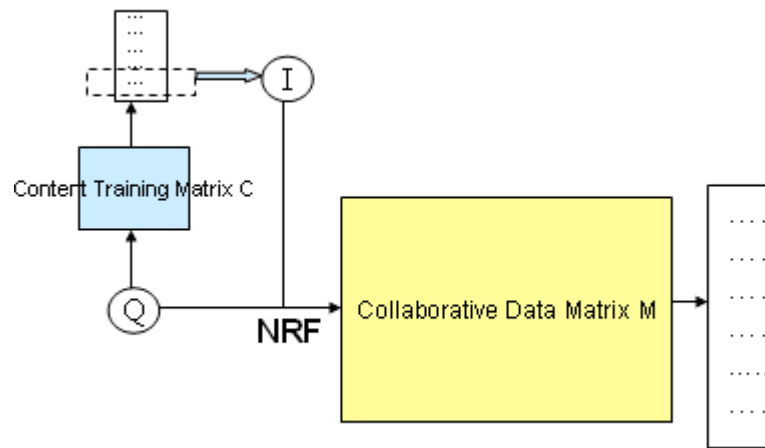 ...
...
...
...
...
I
Content Training Matrix C
Q
NRF
Collaborative Data Matrix M
....
....
....
....
....
....